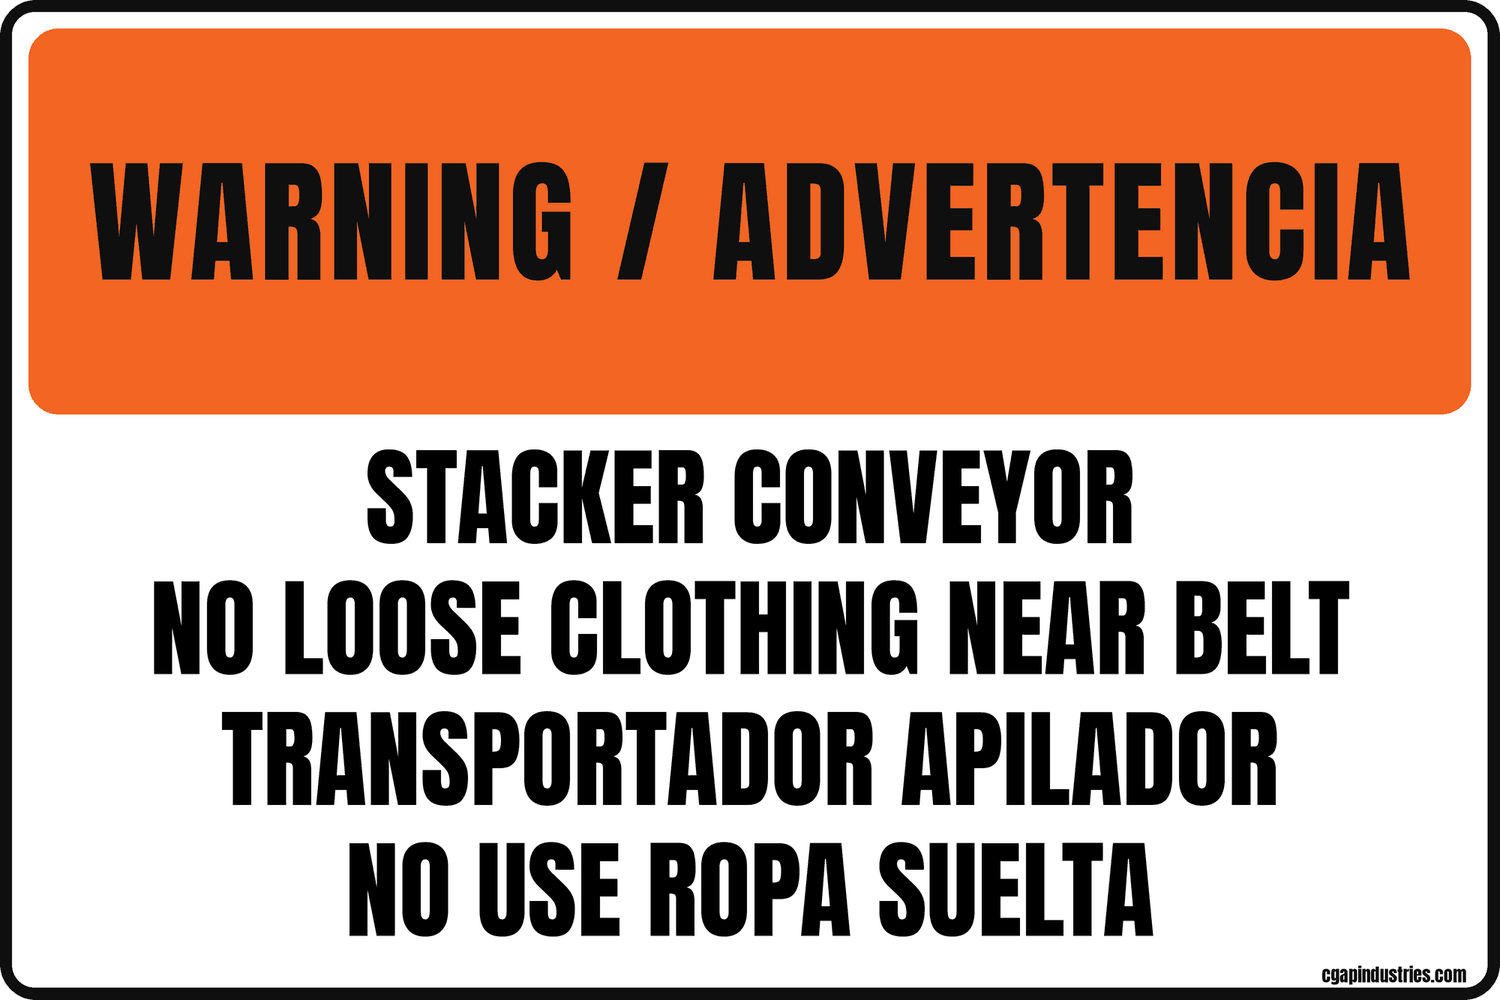 WARNING / ADVERTENCIA
STACKER CONVEYOR
NO LOOSE CLOTHING NEAR BELT
TRANSPORTADOR APILADOR
NO USE ROPA SUELTA
cgapindustries.com